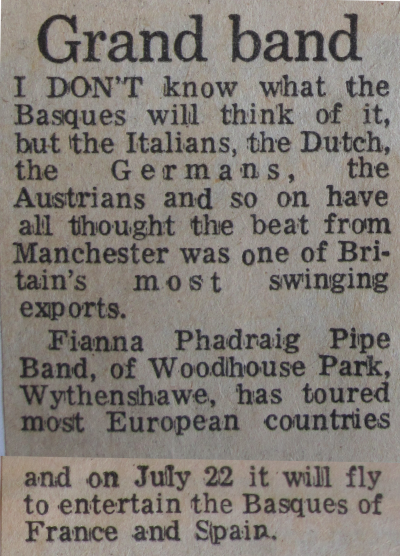 Grand band
I DON'T know what the
Basques will think of it,
but the Italians, the Dutch,
the Germans, the
Austrians and so on have
all thought the beat from
Manchester was one of Bri-
tain's most swinging
exports.
Fianna Phadraig Pipe
Band, of Woodhouse Park,
Wythenshawe, has toured
most European countries
and on July 22 it will fly
to entertain the Basques of
France and Spain.